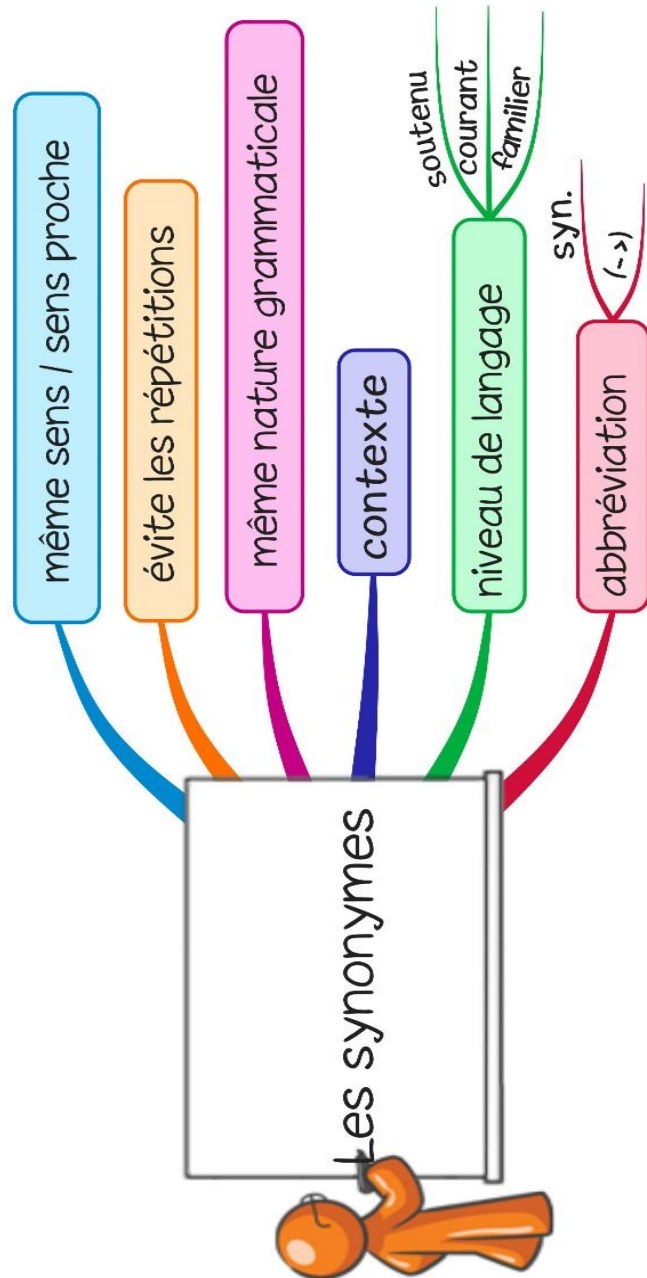 Les synonymes
même sens / sens proche
évite les répétitions
même nature grammaticale
contexte
niveau de langage
soutenu
courant
familier
abbréviation
syn.
(->)